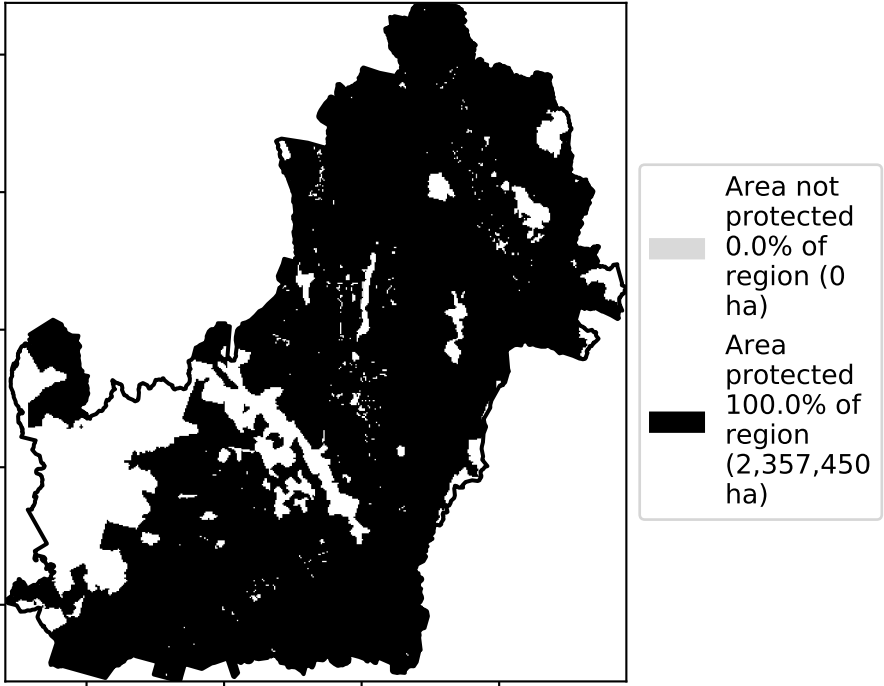 Area not
protected
0.0% of
region (0
ha)
Area
protected
100.0% of
region
(2,357,450
ha)